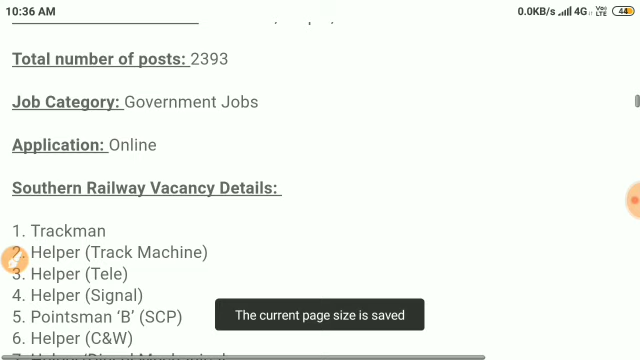 10:36 AM 0.0KB/s 4G VoLTE 44
Total number of posts: 2393
Job Category: Government Jobs
Application: Online
Southern Railway Vacancy Details:
1. Trackman
2. Helper (Track Machine)
3. Helper (Tele)
4. Helper (Signal)
5. Pointsman ‘B’ (SCP)
6. Helper (C&W)
The current page size is saved